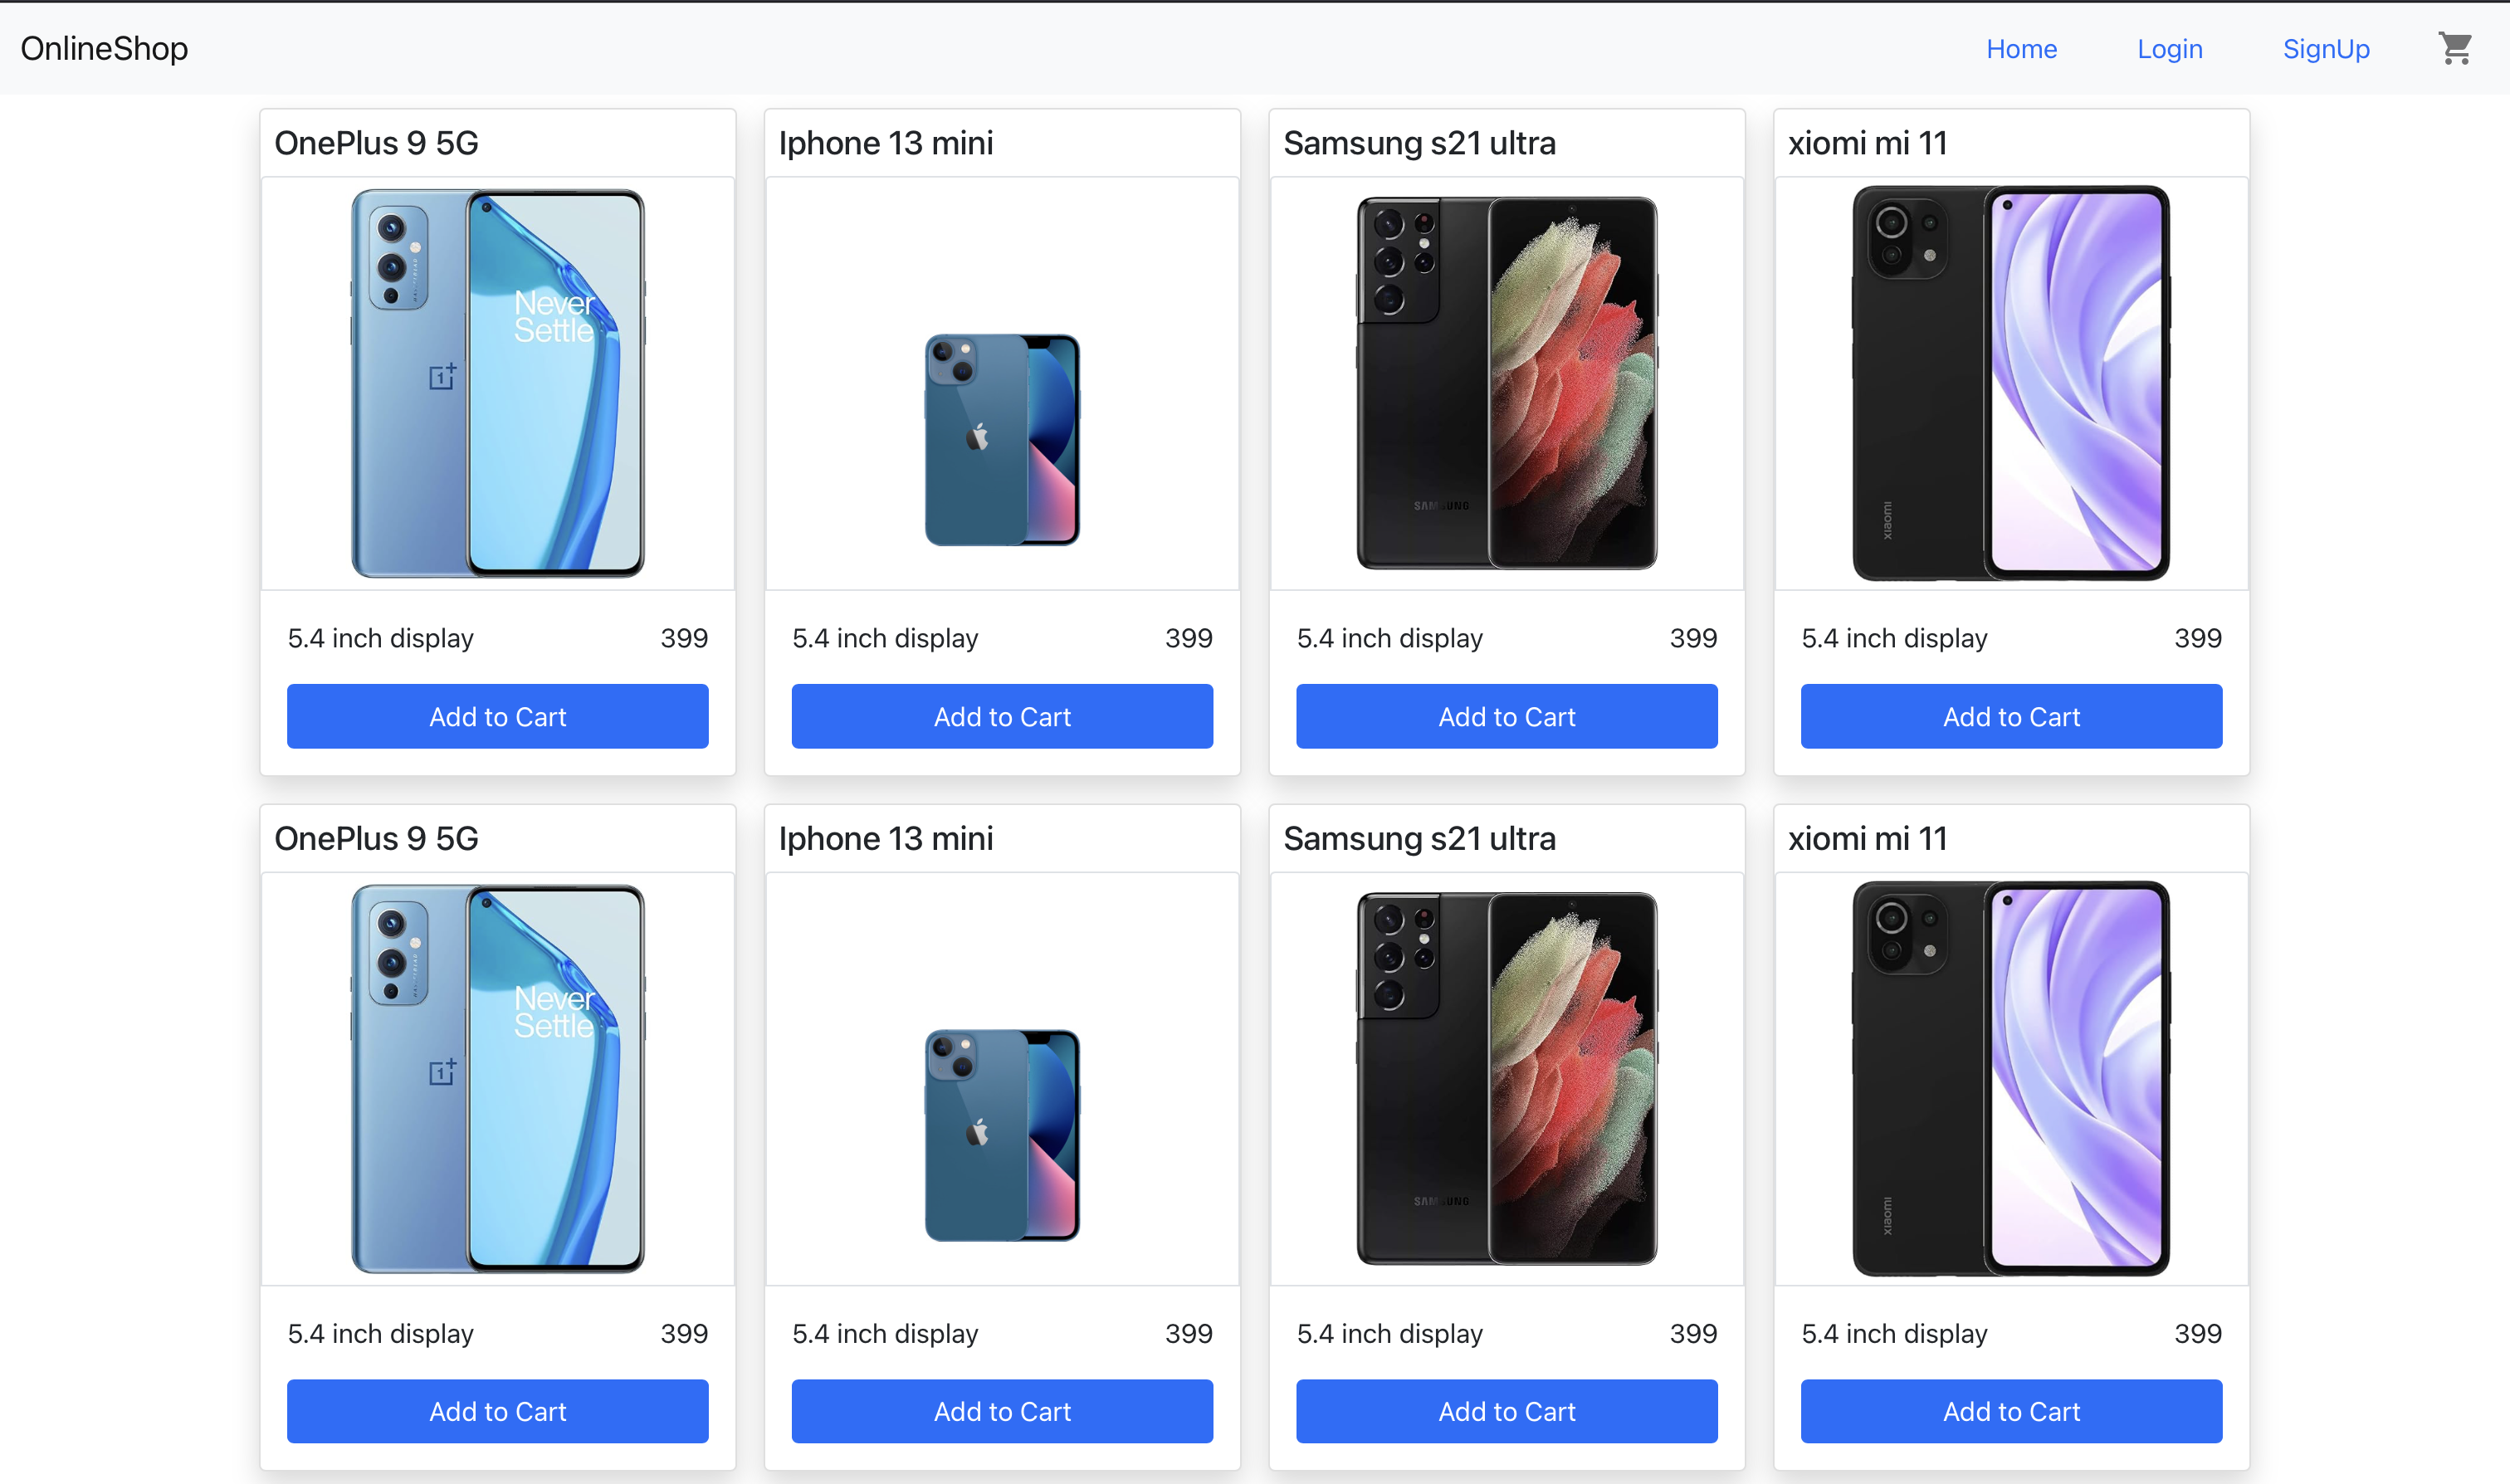 OnlineShop Home Login SignUp
OnePlus 9 5G Iphone 13 mini Samsung s21 ultra xiomi mi 11
Never
Settle
1+
SAMSUNG
xiaomi
5.4 inch display 399 5.4 inch display 399 5.4 inch display 399 5.4 inch display 399
Add to Cart Add to Cart Add to Cart Add to Cart
OnePlus 9 5G Iphone 13 mini Samsung s21 ultra xiomi mi 11
Never
Settle
1+
SAMSUNG
xiaomi
5.4 inch display 399 5.4 inch display 399 5.4 inch display 399 5.4 inch display 399
Add to Cart Add to Cart Add to Cart Add to Cart